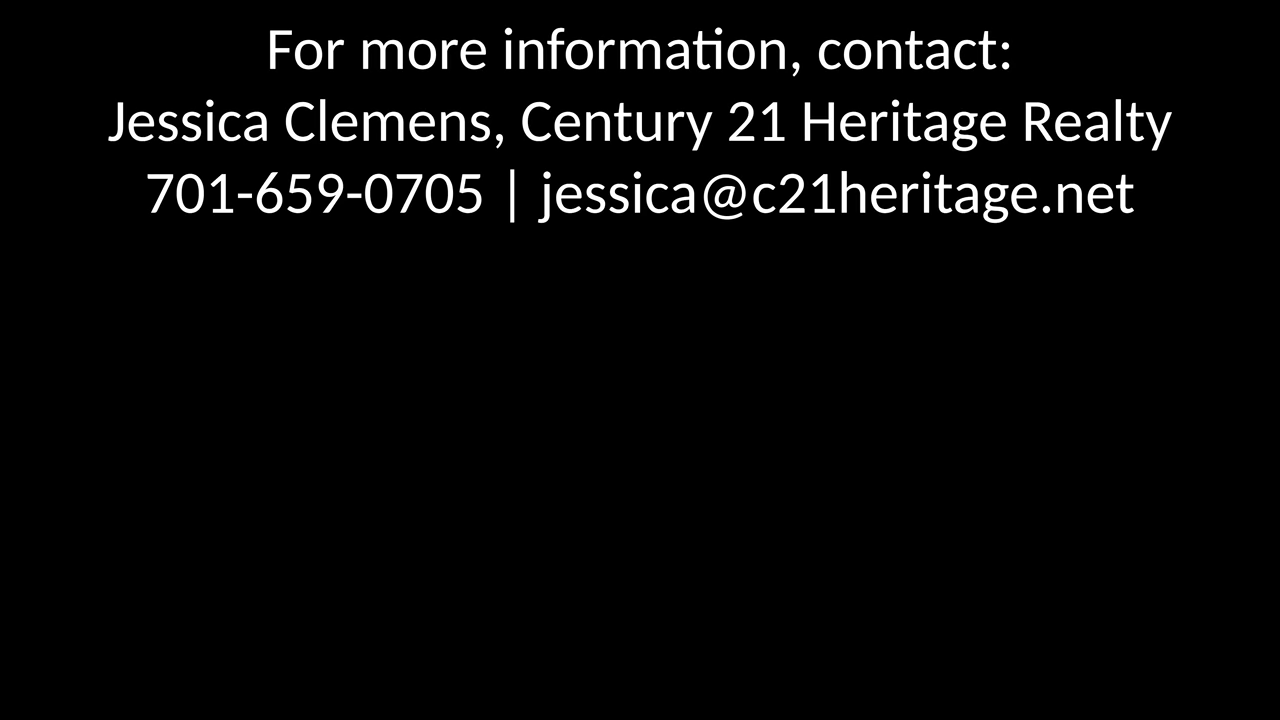 For more information, contact:
Jessica Clemens, Century 21 Heritage Realty
701-659-0705 | jessica@c21heritage.net